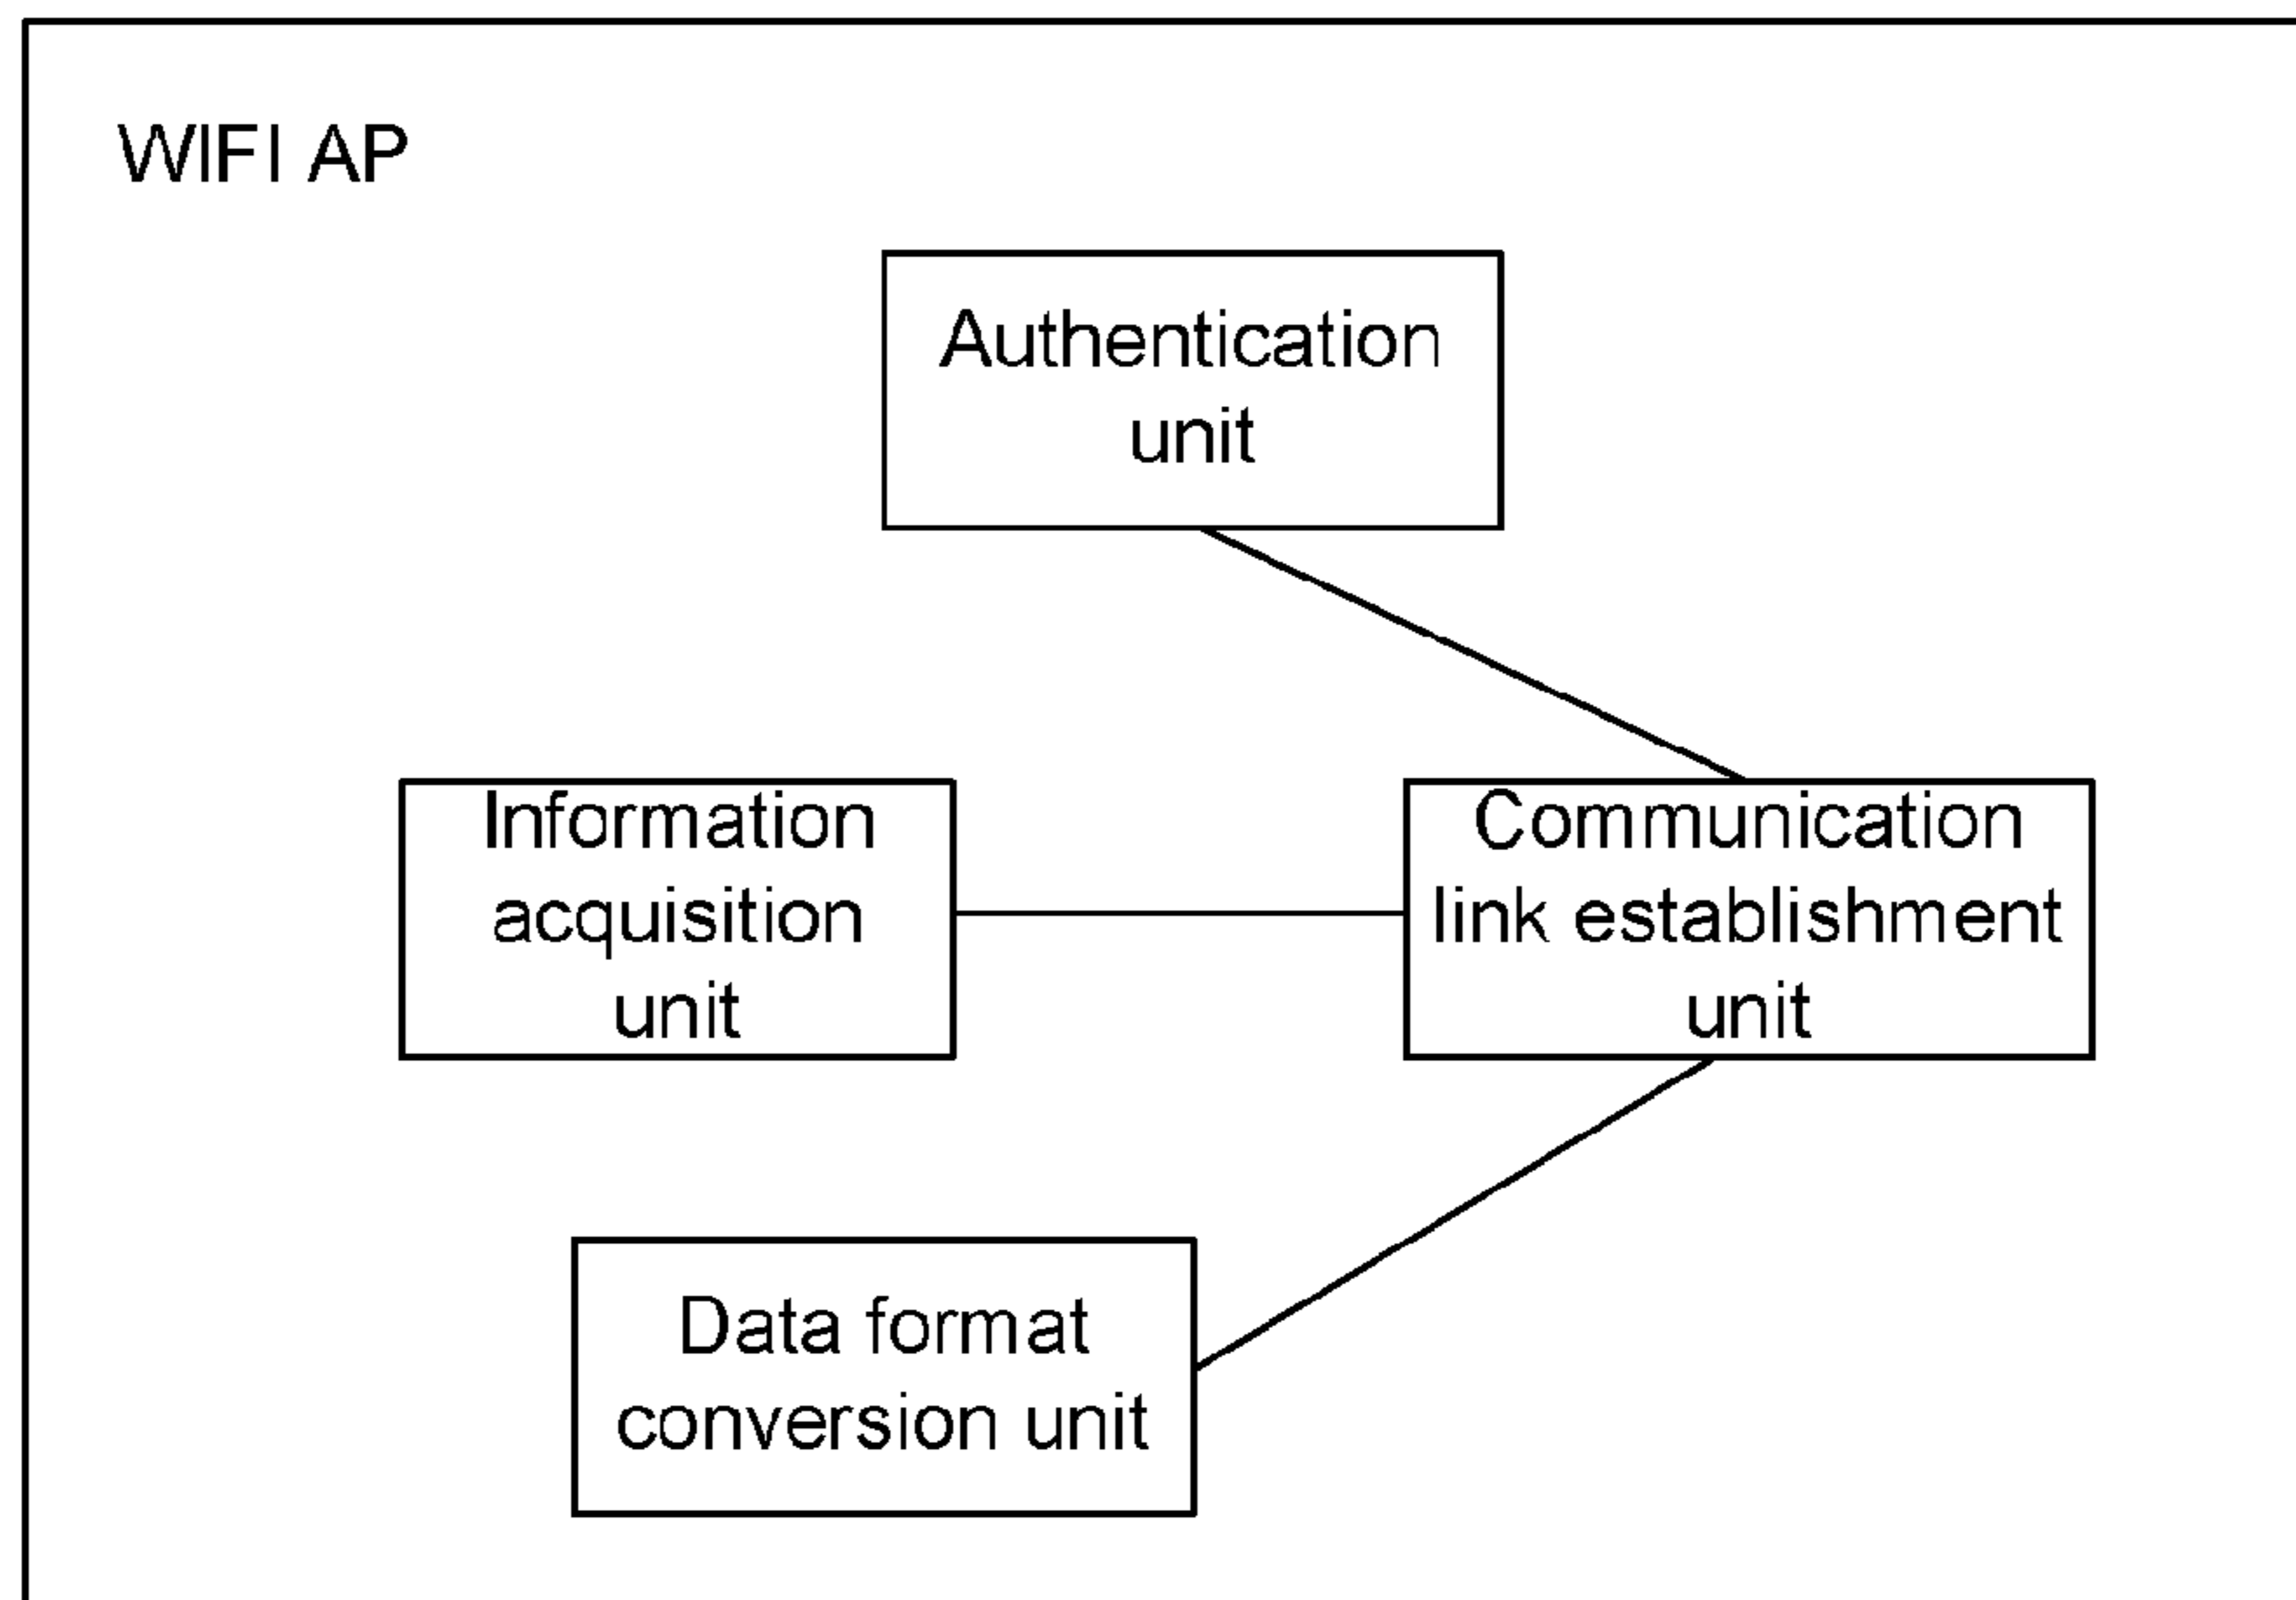 WIFI AP
Authentication
unit
Information
acquisition
unit
Communication
link establishment
unit
Data format
conversion unit